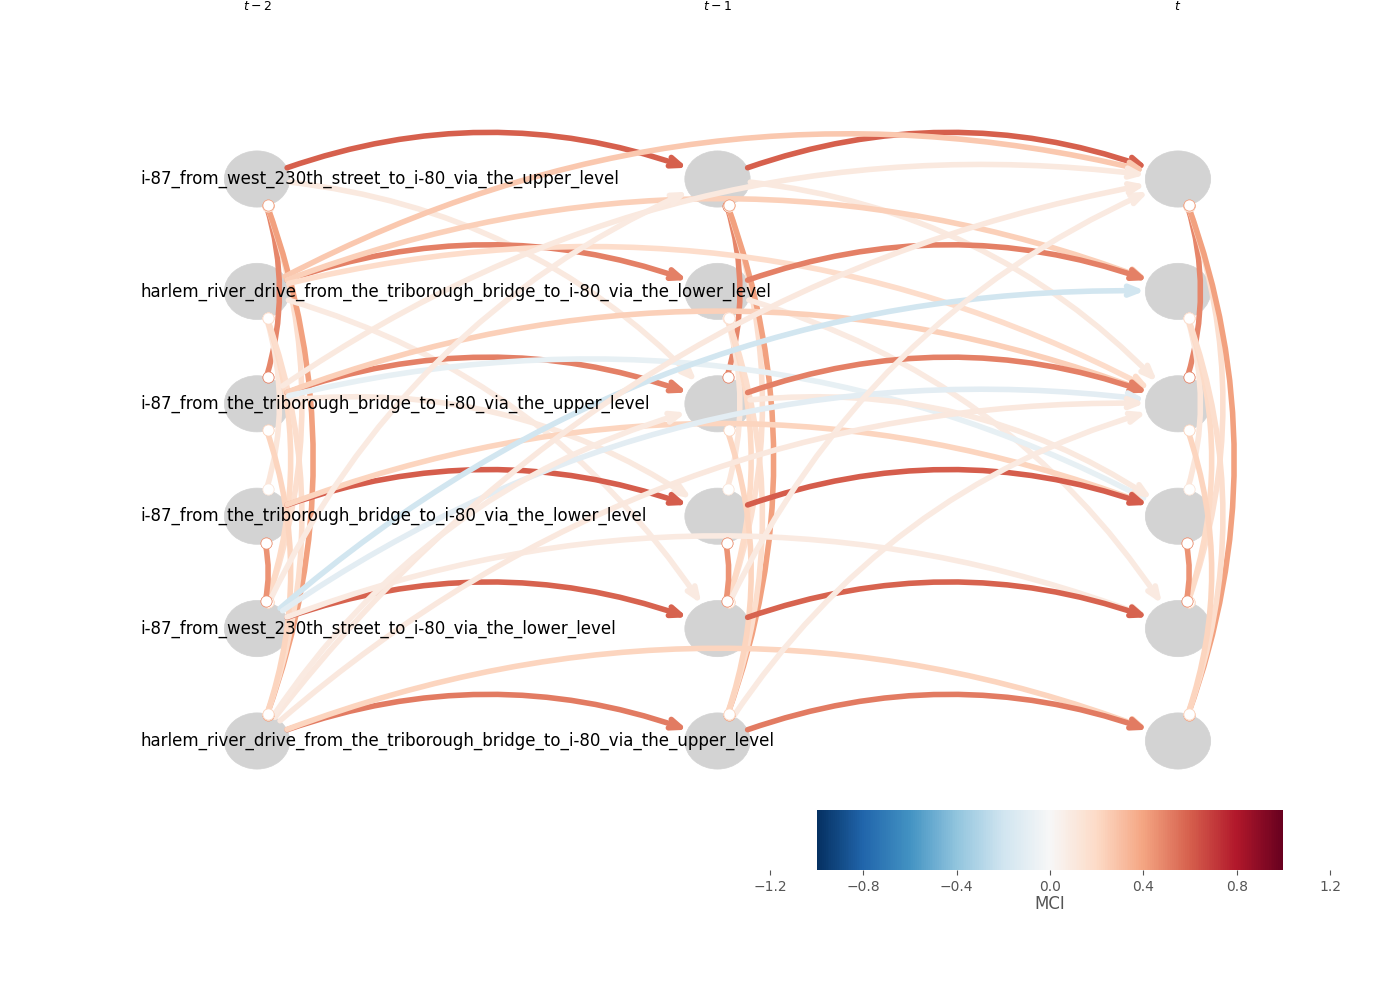 t − 2 t − 1 t
i-87_from_west_230th_street_to_i-80_via_the_upper_level
harlem_river_drive_from_the_triborough_bridge_to_i-80_via_the_lower_level
i-87_from_the_triborough_bridge_to_i-80_via_the_upper_level
i-87_from_the_triborough_bridge_to_i-80_via_the_lower_level
i-87_from_west_230th_street_to_i-80_via_the_lower_level
harlem_river_drive_from_the_triborough_bridge_to_i-80_via_the_upper_level
−1.2 −0.8 −0.4 0.0 0.4 0.8 1.2
MCI